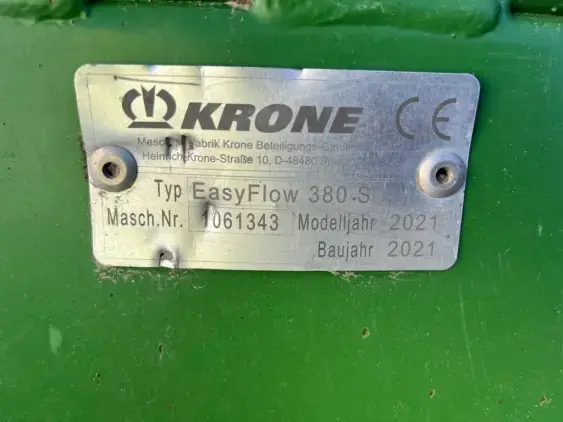 KRONE CE
Fabrik Krone Beteiligungs-GmbH
Heinrich-Krone-Straße 10, D-48480
Typ EasyFlow 380 S
Masch.Nr. 1061343 Modelljahr 2021
Baujahr 2021